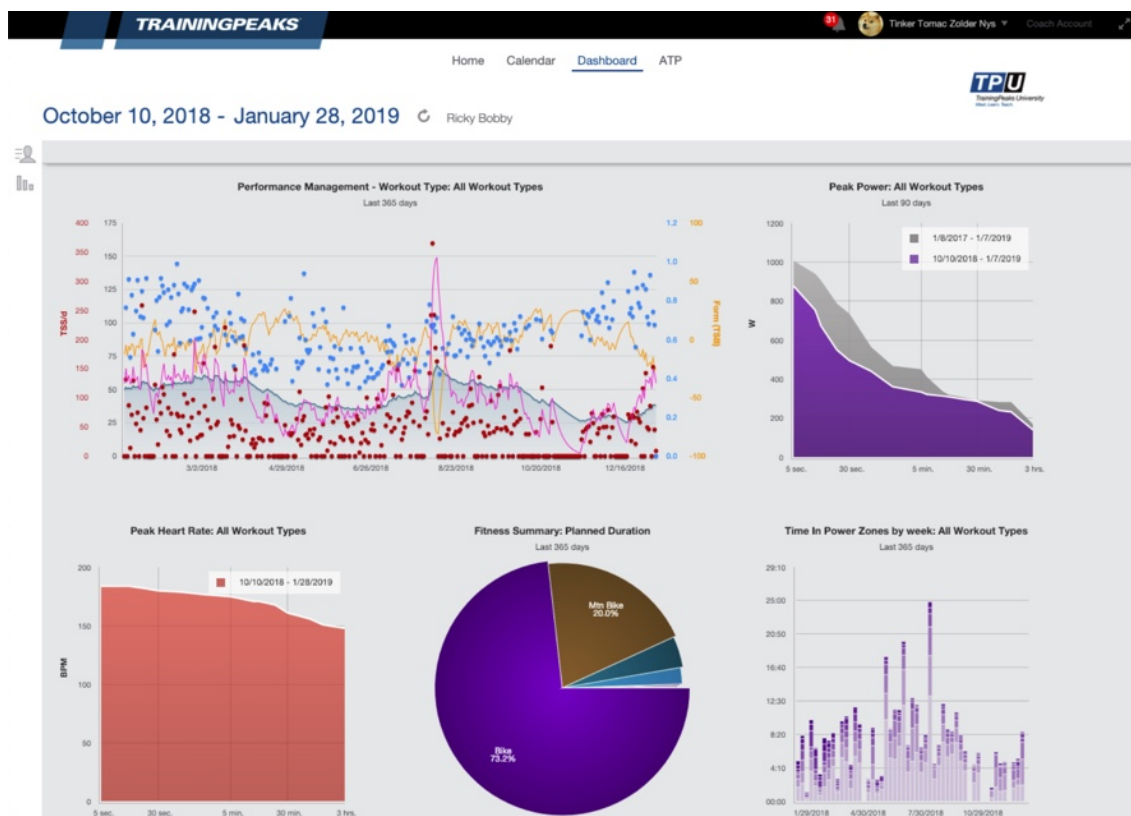 TRAININGPEAKS
31
Tinker Tomac Zolder Nys ▼
Coach Account
Home
Calendar
Dashboard
ATP
TPU
TrainingPeaks University
October 10, 2018 - January 28, 2019
Ricky Bobby
Performance Management - Workout Type: All Workout Types
Last 365 days
TSS/d
400
350
300
250
200
150
100
50
0
175
150
125
100
75
50
25
0
1.2
1.0
0.8
0.6
0.4
0.2
0.0
100
50
0
-50
-100
Form (TSB)
3/2/2018
4/29/2018
6/26/2018
8/23/2018
10/20/2018
12/16/2018
Peak Power: All Workout Types
Last 90 days
W
1200
1000
800
600
400
200
0
1/8/2017 - 1/7/2019
10/10/2018 - 1/7/2019
5 sec.
30 sec.
5 min.
30 min.
3 hrs.
Peak Heart Rate: All Workout Types
BPM
200
150
100
50
0
10/10/2018 - 1/28/2019
5 sec.
30 sec.
5 min.
30 min.
3 hrs.
Fitness Summary: Planned Duration
Last 365 days
Mtn Bike
20.0%
Bike
73.2%
Time In Power Zones by week: All Workout Types
Last 365 days
29:10
25:00
20:50
16:40
12:30
8:20
4:10
00:00
1/29/2018
4/30/2018
7/30/2018
10/29/2018